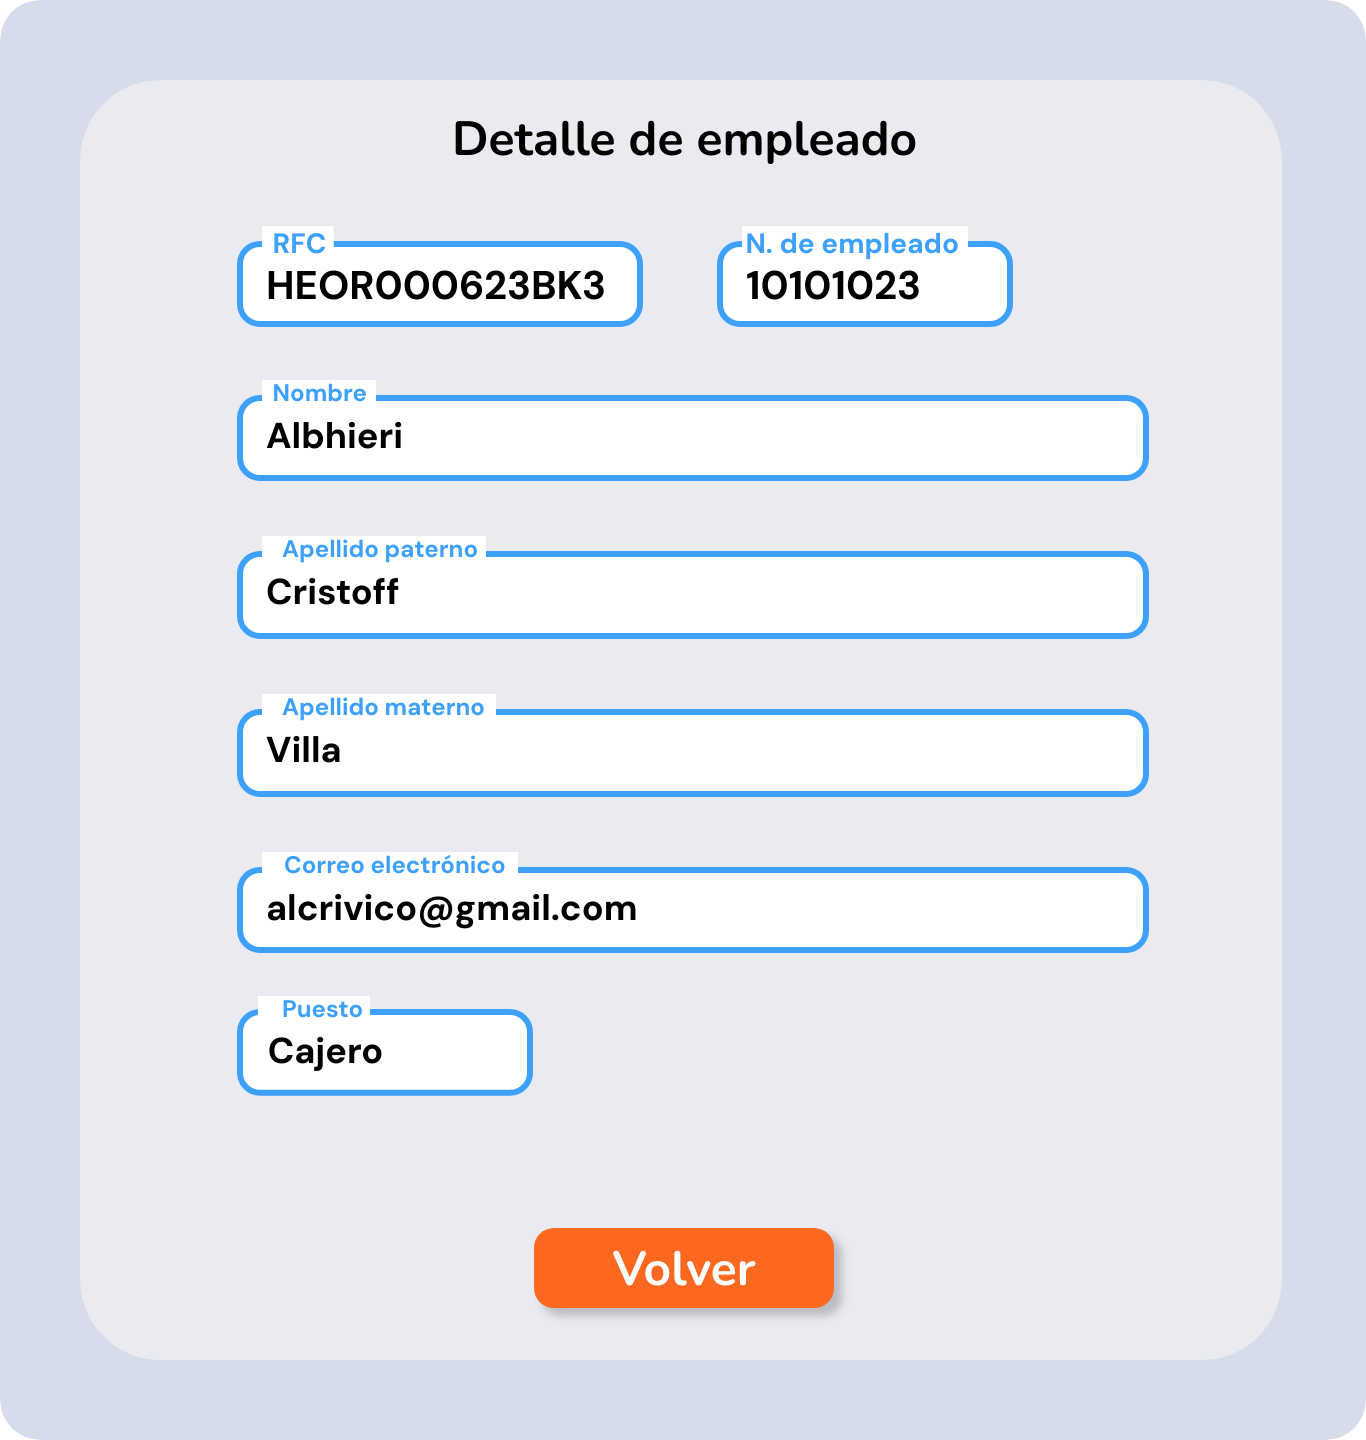 Detalle de empleado
RFC
HEOR000623BK3
N. de empleado
10101023
Nombre
Albhieri
Apellido paterno
Cristoff
Apellido materno
Villa
Correo electrónico
alcrivico@gmail.com
Puesto
Cajero
Volver